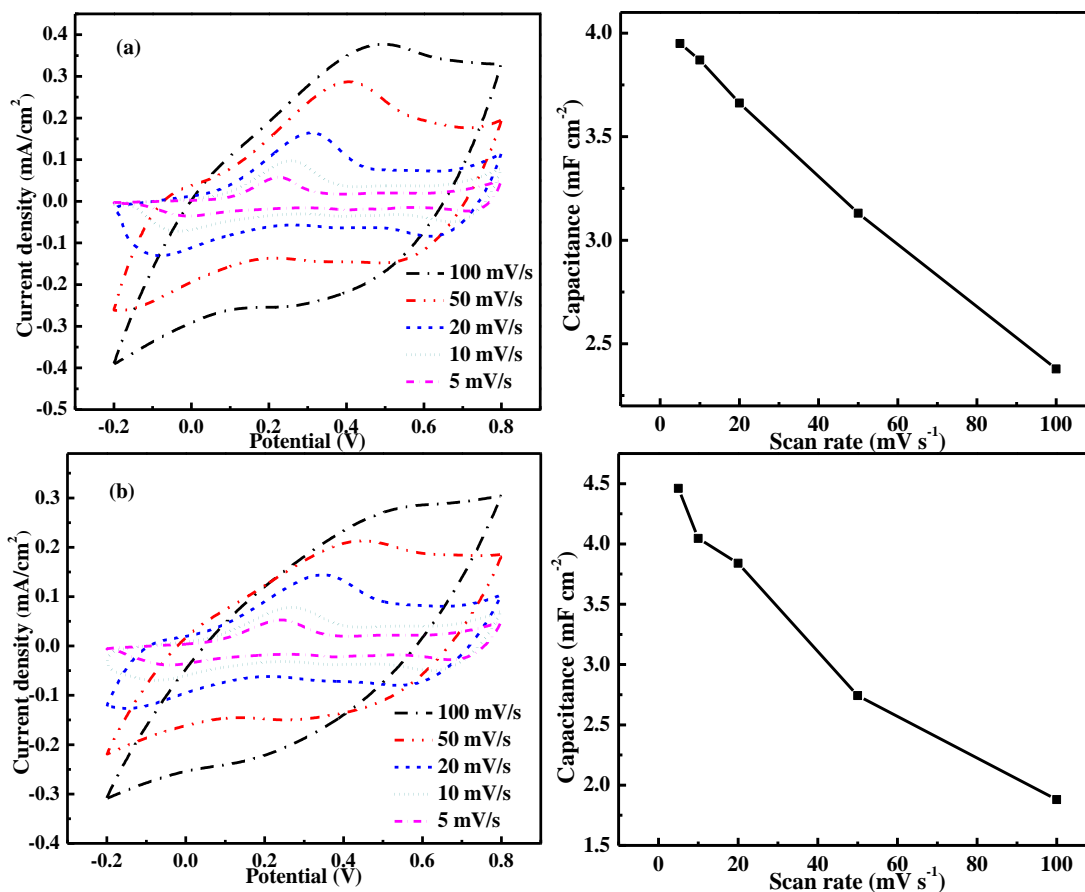 (a)
0.4
0.3
0.2
0.1
0.0
-0.1
-0.2
-0.3
-0.4
-0.5
Current density (mA/cm²)
-0.2 0.0 0.2 0.4 0.6 0.8
Potential (V)
100 mV/s
50 mV/s
20 mV/s
10 mV/s
5 mV/s
4.0
3.5
3.0
2.5
Capacitance (mF cm⁻²)
0 20 40 60 80 100
Scan rate (mV s⁻¹)
(b)
0.3
0.2
0.1
0.0
-0.1
-0.2
-0.3
-0.4
Current density (mA/cm²)
-0.2 0.0 0.2 0.4 0.6 0.8
Potential (V)
100 mV/s
50 mV/s
20 mV/s
10 mV/s
5 mV/s
4.5
4.0
3.5
3.0
2.5
2.0
1.5
Capacitance (mF cm⁻²)
0 20 40 60 80 100
Scan rate (mV s⁻¹)